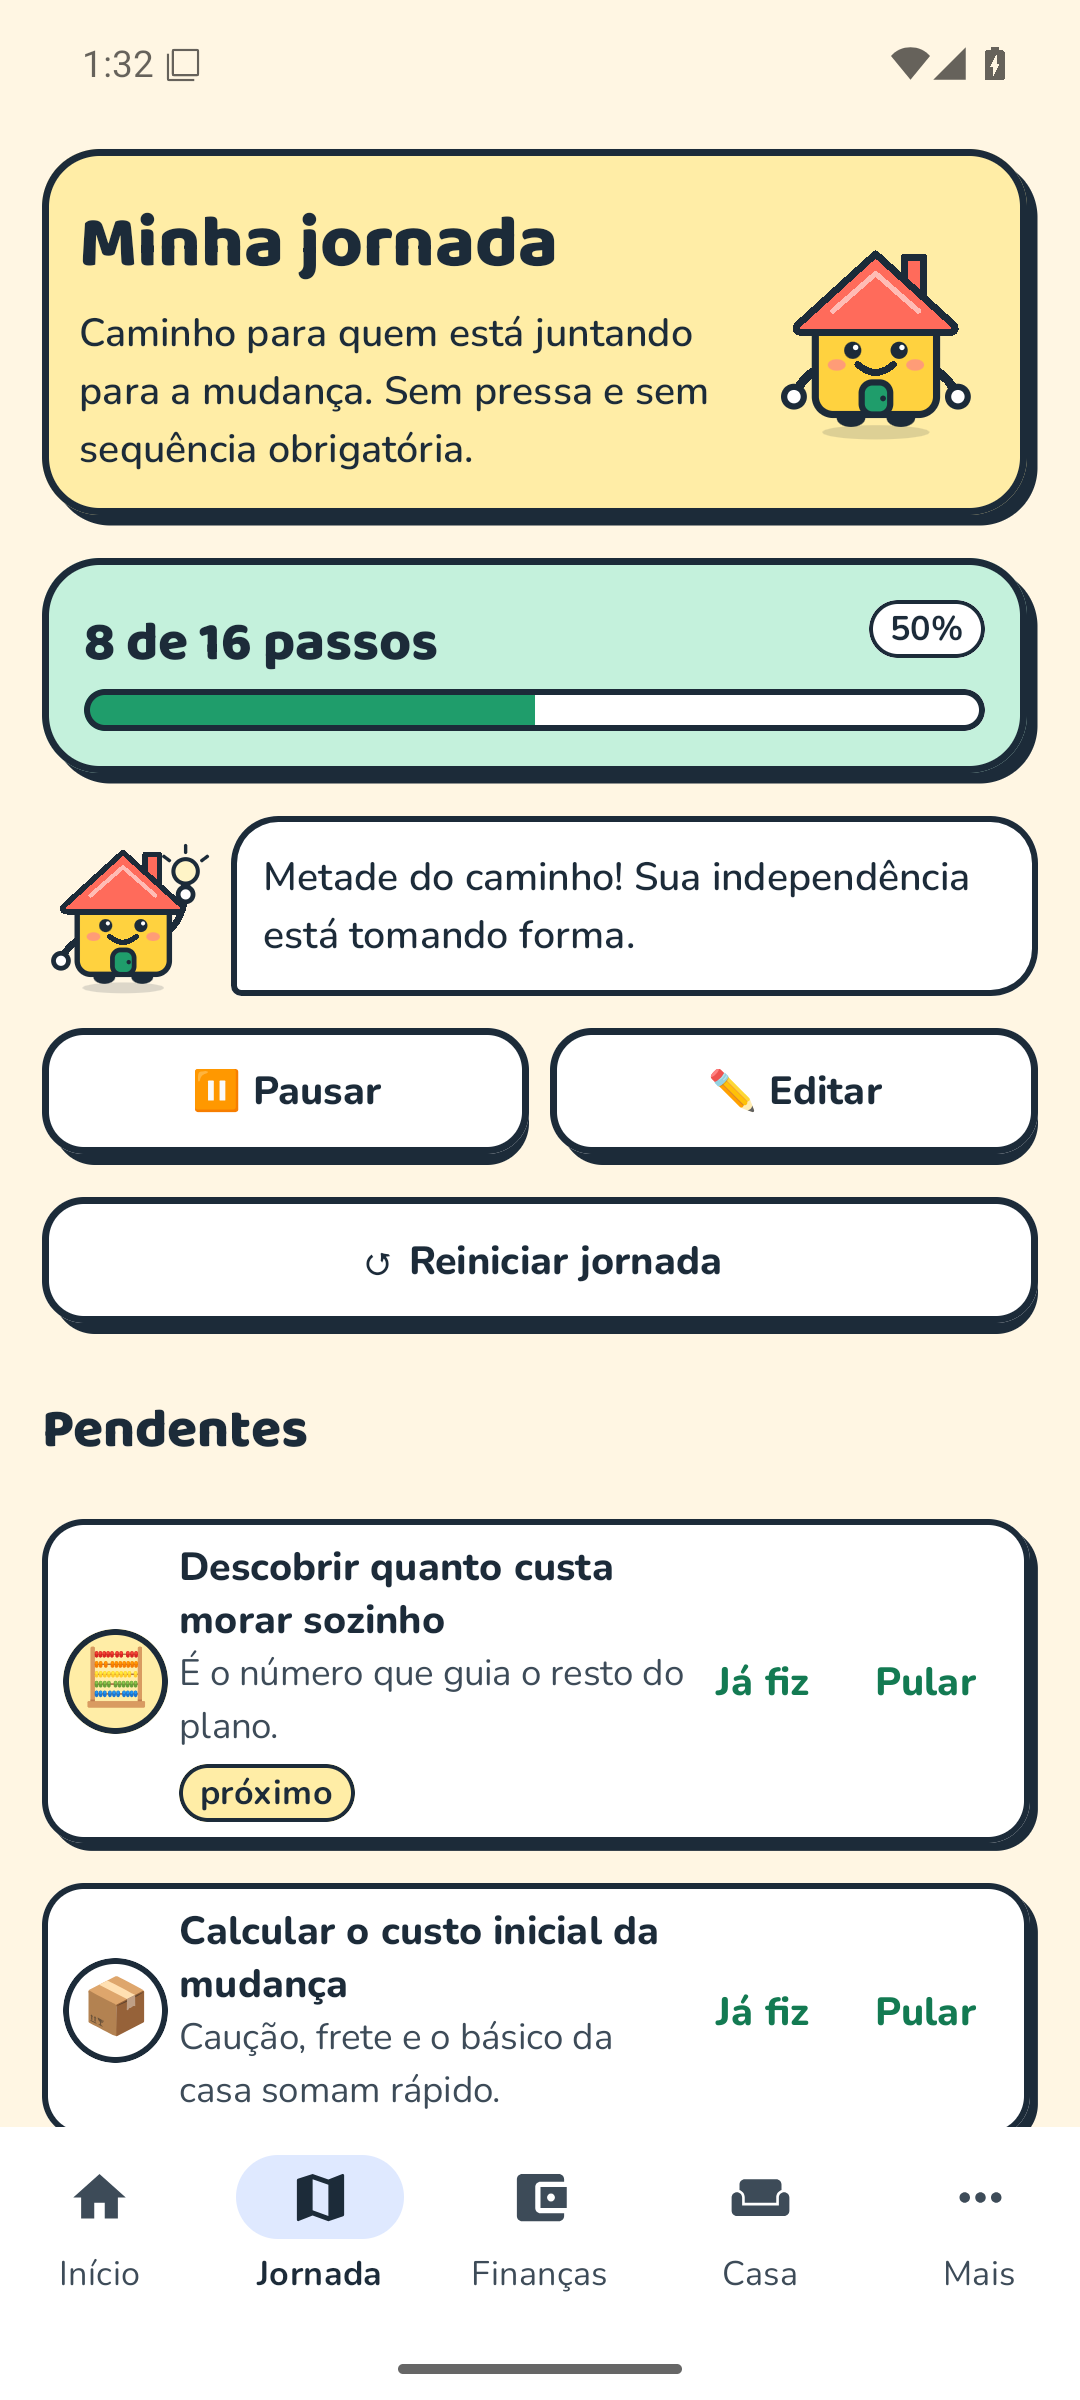 1:32
Minha jornada
Caminho para quem está juntando
para a mudança. Sem pressa e sem
sequência obrigatória.
8 de 16 passos
50%
Metade do caminho! Sua independência
está tomando forma.
Pausar
Editar
Reiniciar jornada
Pendentes
Descobrir quanto custa
morar sozinho
É o número que guia o resto do
plano.
próximo
Já fiz
Pular
Calcular o custo inicial da
mudança
Caução, frete e o básico da
casa somam rápido.
Já fiz
Pular
Início
Jornada
Finanças
Casa
Mais